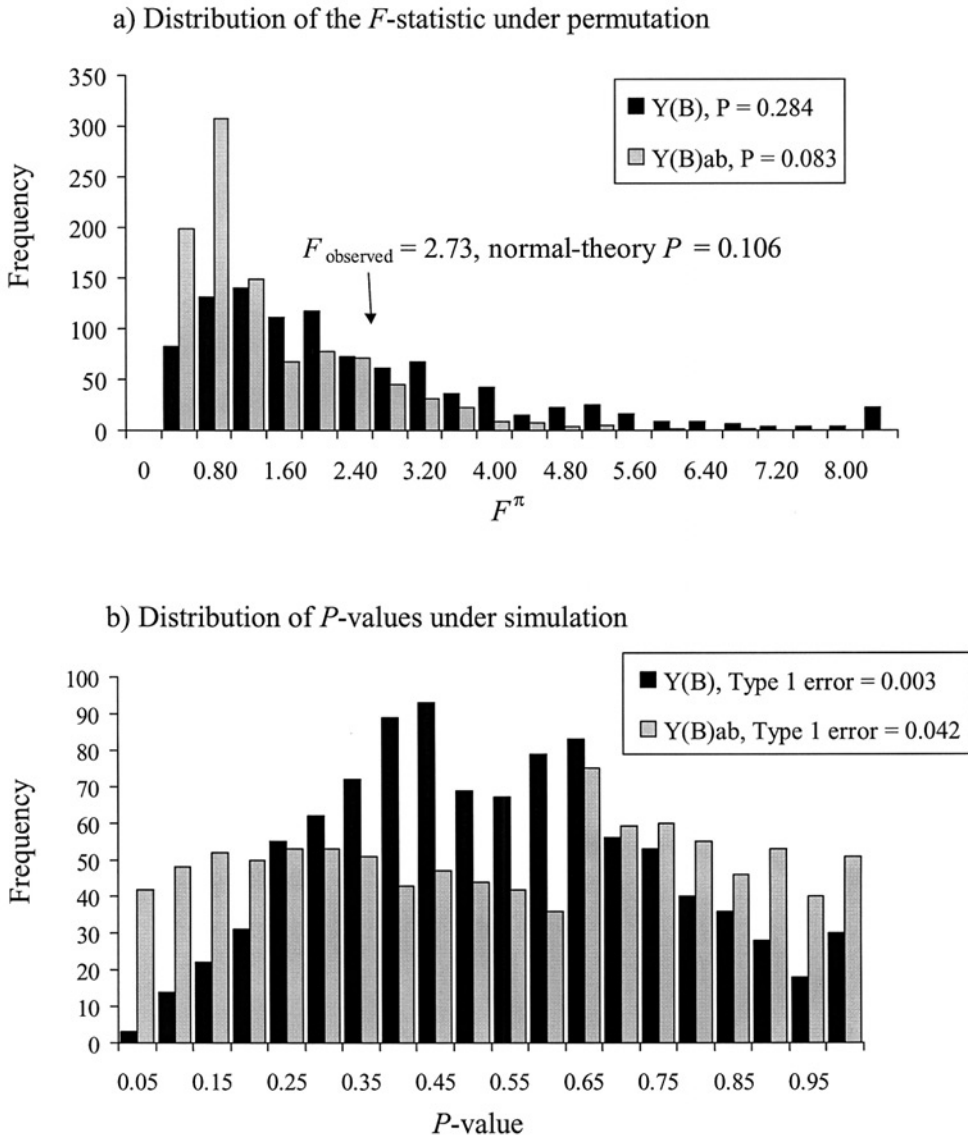 a) Distribution of the F-statistic under permutation
350
300
250
200
150
100
50
0
Frequency
Y(B), P = 0.284
Y(B)ab, P = 0.083
F observed = 2.73, normal-theory P = 0.106
0 0.80 1.60 2.40 3.20 4.00 4.80 5.60 6.40 7.20 8.00
F^π
b) Distribution of P-values under simulation
100
90
80
70
60
50
40
30
20
10
0
Frequency
Y(B), Type 1 error = 0.003
Y(B)ab, Type 1 error = 0.042
0.05 0.15 0.25 0.35 0.45 0.55 0.65 0.75 0.85 0.95
P-value